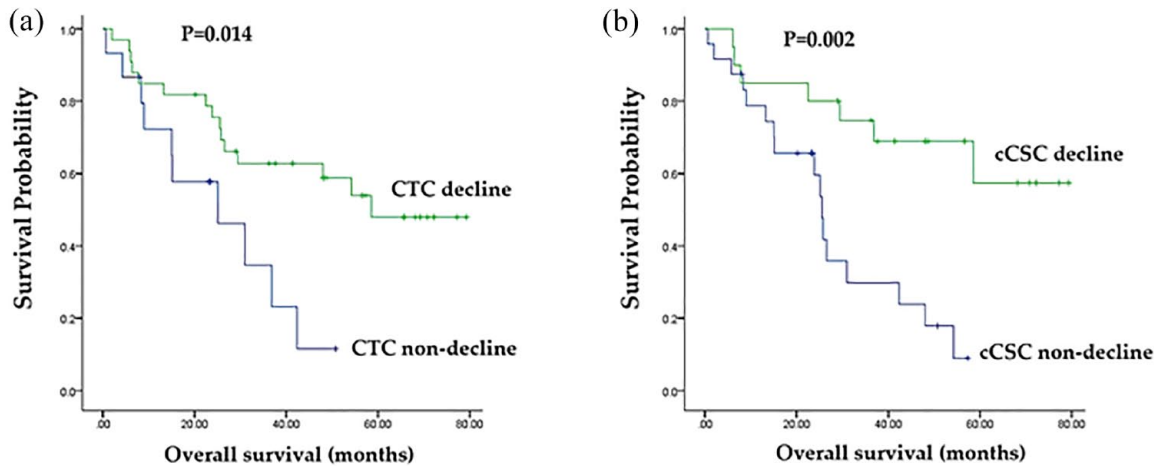 (a)
P=0.014
1.0
0.8
0.6
0.4
0.2
0.0
Survival Probability
CTC decline
CTC non-decline
.00 20.00 40.00 60.00 80.00
Overall survival (months)
(b)
P=0.002
1.0
0.8
0.6
0.4
0.2
0.0
Survival Probability
cCSC decline
cCSC non-decline
.00 20.00 40.00 60.00 80.00
Overall survival (months)